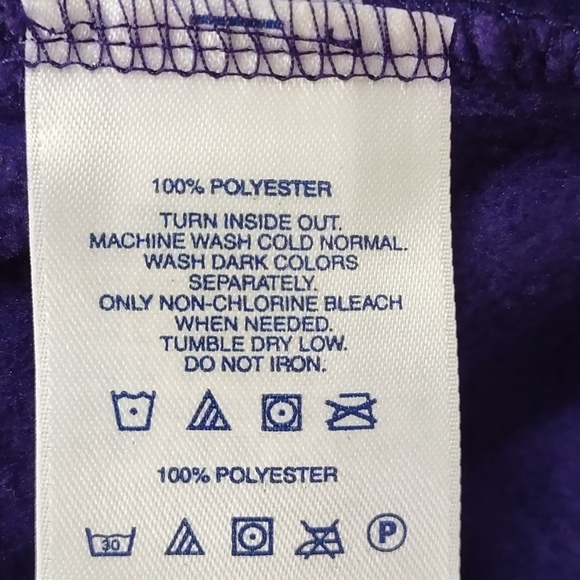 100% POLYESTER
TURN INSIDE OUT.
MACHINE WASH COLD NORMAL.
WASH DARK COLORS
SEPARATELY.
ONLY NON-CHLORINE BLEACH
WHEN NEEDED.
TUMBLE DRY LOW.
DO NOT IRON.
100% POLYESTER
30 P